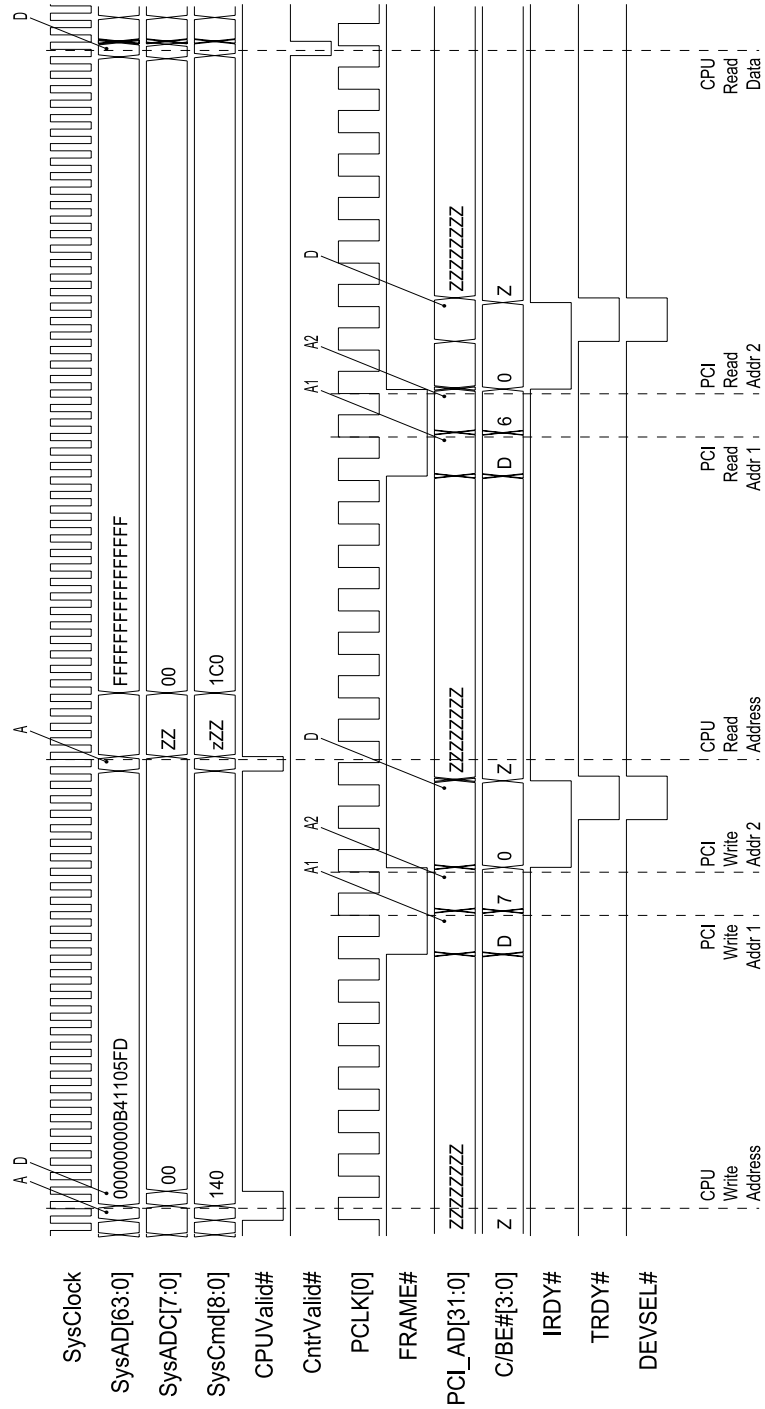 A D A D
SysClock
SysAD[63:0] 00000000B41105FD FFFFFFFFFFFFFFFF
SysADC[7:0] 00 ZZ 00
SysCmd[8:0] 140 zZZ 1C0
CPUValid#
CntrValid#
A1 A2 D A1 A2 D
PCLK[0]
FRAME#
PCI_AD[31:0] ZZZZZZZZ ZZZZZZZZZ ZZZZZZZZZ
C/BE#[3:0] Z D 7 0 Z D 6 0 Z
IRDY#
TRDY#
DEVSEL#
CPU
Write
Address
PCI
Write
Addr 1
PCI
Write
Addr 2
CPU
Read
Address
PCI
Read
Addr 1
PCI
Read
Addr 2
CPU
Read
Data